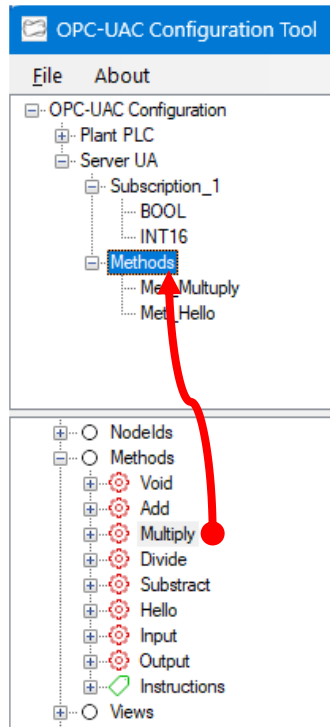 OPC-UAC Configuration Tool
File About
OPC-UAC Configuration
Plant PLC
Server UA
Subscription_1
BOOL
INT16
Methods
Met_Multuply
Met_Hello
NodeIds
Methods
Void
Add
Multiply
Divide
Substract
Hello
Input
Output
Instructions
Views